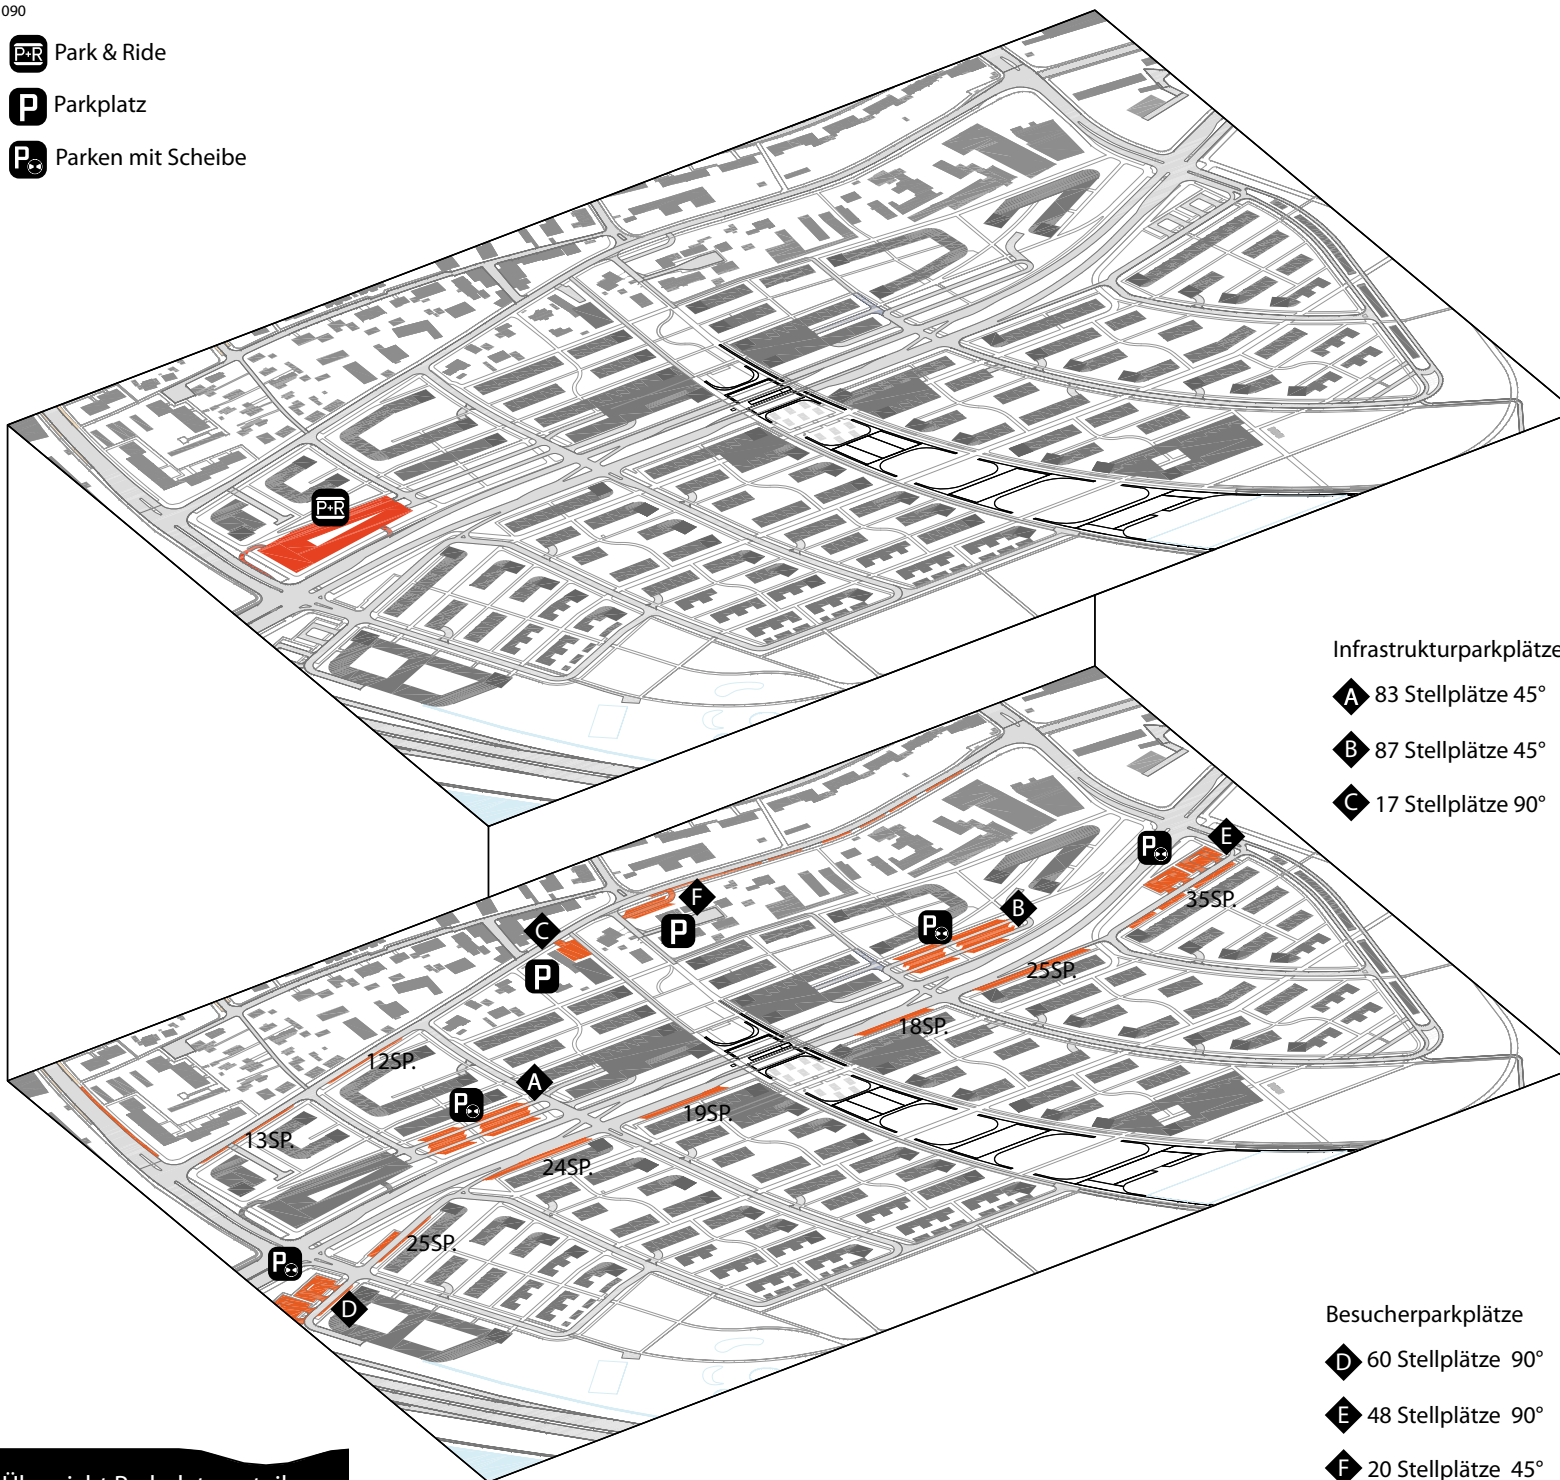 090
P+R Park & Ride
P Parkplatz
P Parken mit Scheibe
P+R
Infrastrukturparkplätze
A 83 Stellplätze 45°
B 87 Stellplätze 45°
C 17 Stellplätze 90°
E
P
35SP.
F
P
B
P
C
P
25SP.
18SP.
12SP.
A
P
19SP.
13SP.
24SP.
25SP.
P
D
Besucherparkplätze
D 60 Stellplätze 90°
E 48 Stellplätze 90°
F 20 Stellplätze 45°